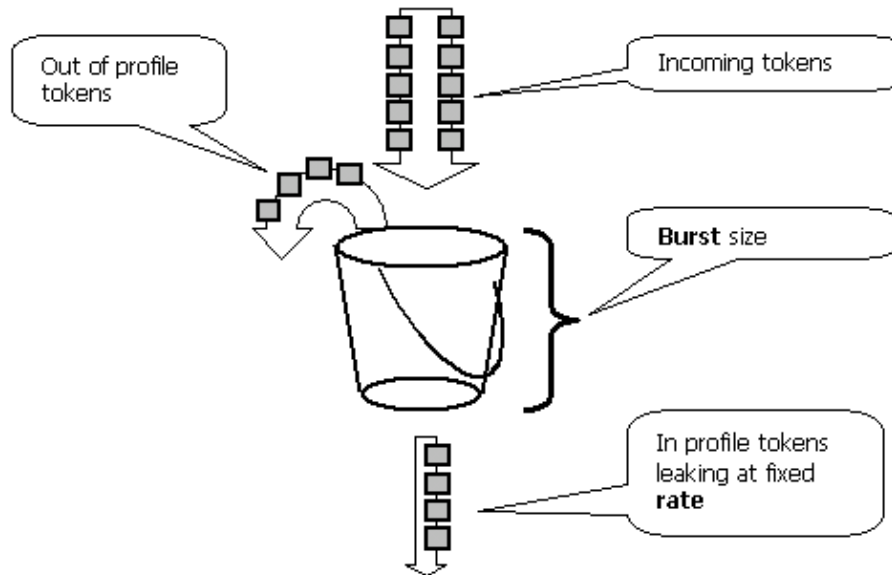 Out of profile
tokens
Incoming tokens
Burst size
In profile tokens
leaking at fixed
rate